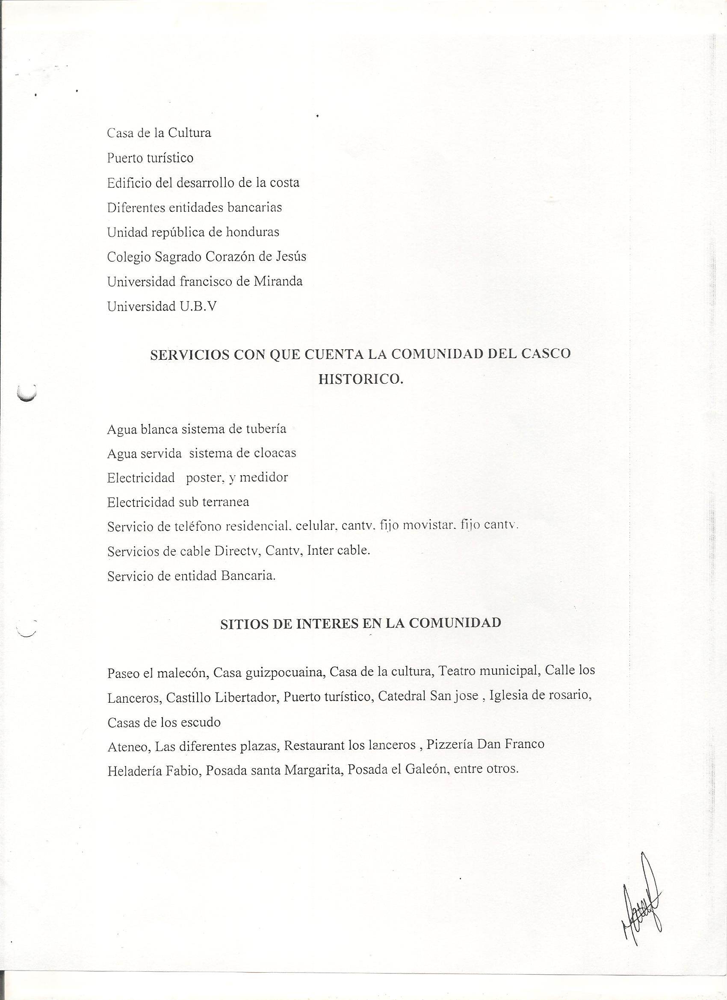 Casa de la Cultura
Puerto turístico
Edificio del desarrollo de la costa
Diferentes entidades bancarias
Unidad república de honduras
Colegio Sagrado Corazón de Jesús
Universidad francisco de Miranda
Universidad U.B.V
SERVICIOS CON QUE CUENTA LA COMUNIDAD DEL CASCO
HISTORICO.
Agua blanca sistema de tubería
Agua servida sistema de cloacas
Electricidad poster, y medidor
Electricidad sub terranea
Servicio de teléfono residencial. celular, cantv. fijo movistar. fijo cantv.
Servicios de cable Directv, Cantv, Inter cable.
Servicio de entidad Bancaria.
SITIOS DE INTERES EN LA COMUNIDAD
Paseo el malecón, Casa guizpocuaina, Casa de la cultura, Teatro municipal, Calle los
Lanceros, Castillo Libertador, Puerto turístico, Catedral San jose , Iglesia de rosario,
Casas de los escudo
Ateneo, Las diferentes plazas, Restaurant los lanceros , Pizzería Dan Franco
Heladería Fabio, Posada santa Margarita, Posada el Galeón, entre otros.